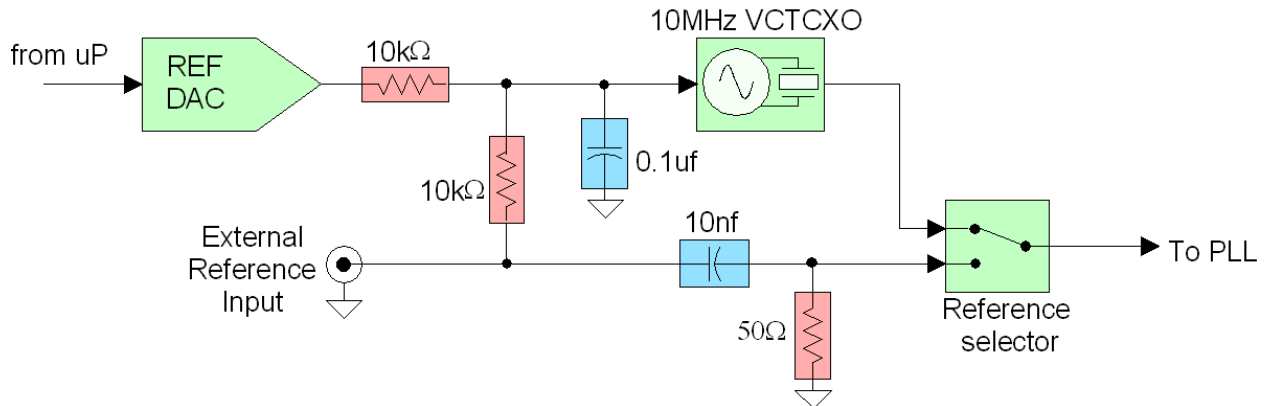 10MHz VCTCXO
from uP
REF
DAC
10kΩ
0.1uf
10kΩ
10nf
External
Reference
Input
To PLL
50Ω
Reference
selector